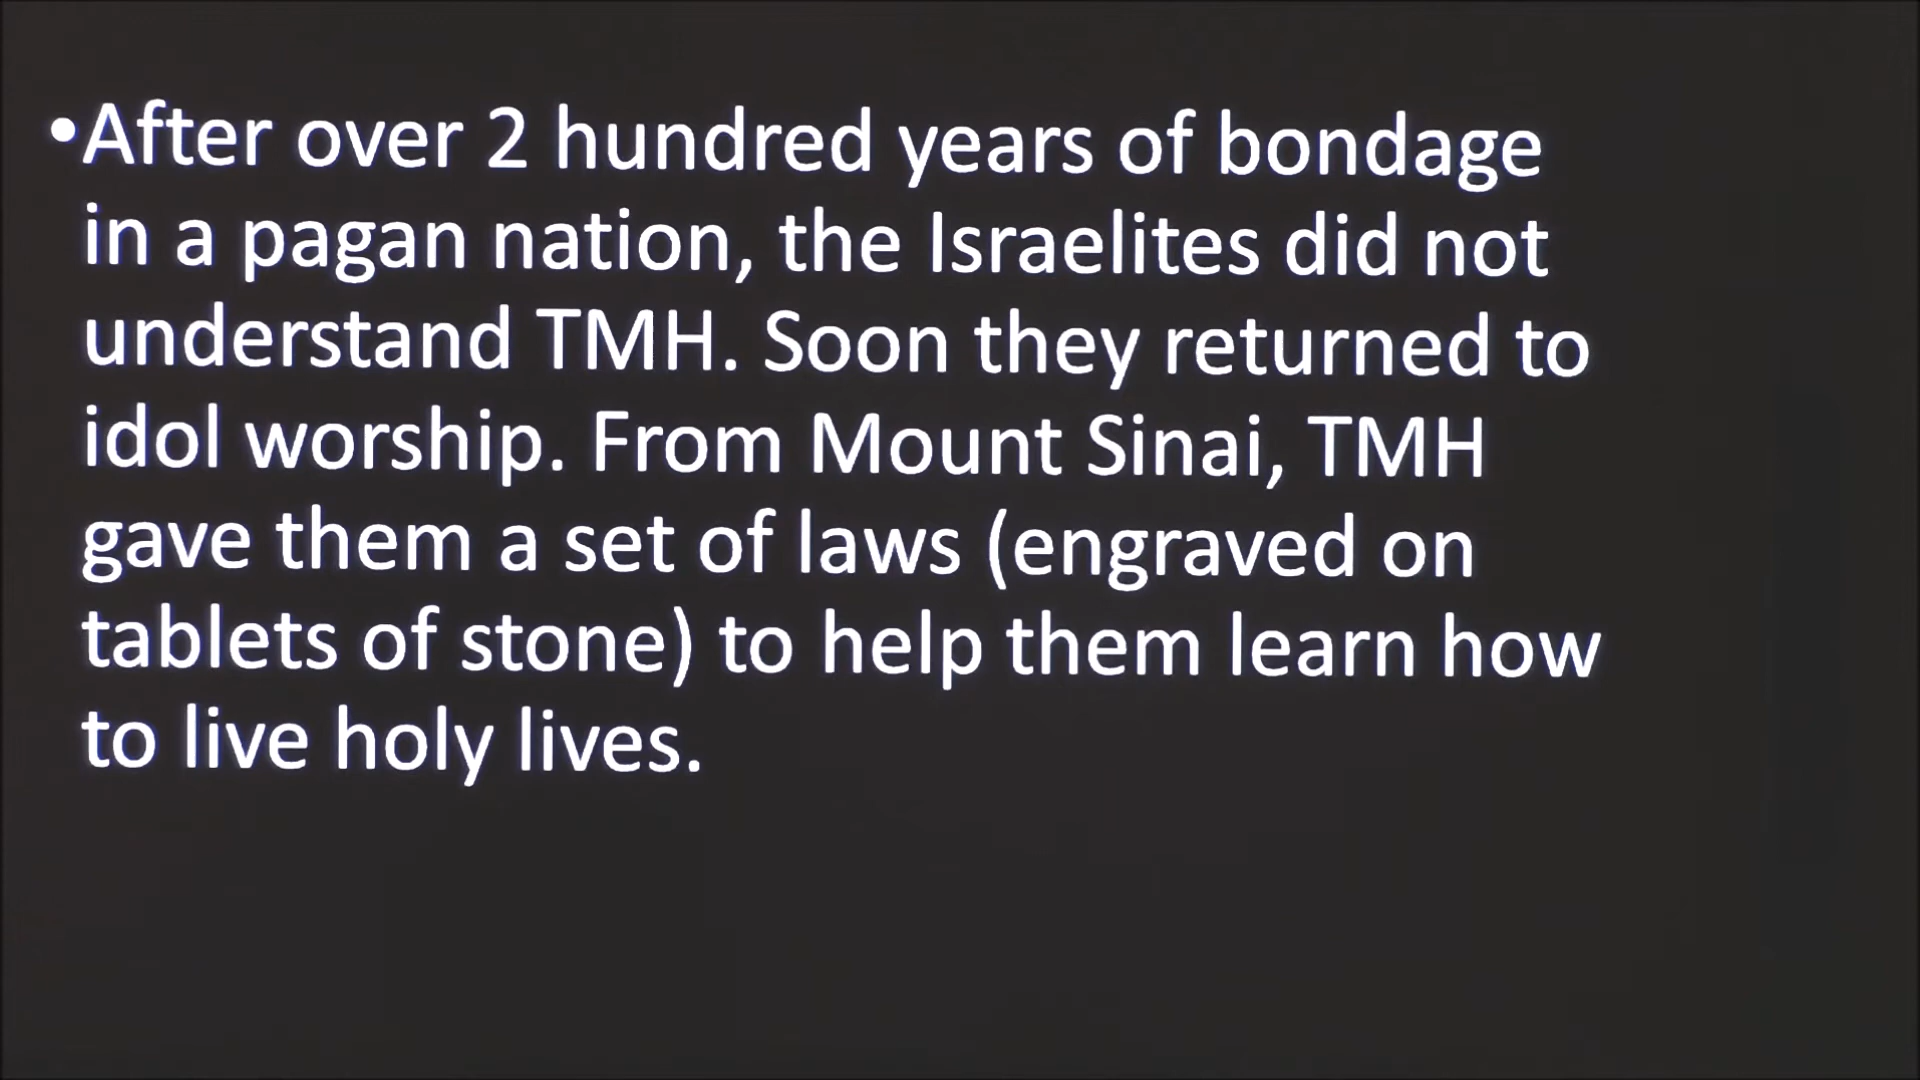 •After over 2 hundred years of bondage
in a pagan nation, the Israelites did not
understand TMH. Soon they returned to
idol worship. From Mount Sinai, TMH
gave them a set of laws (engraved on
tablets of stone) to help them learn how
to live holy lives.